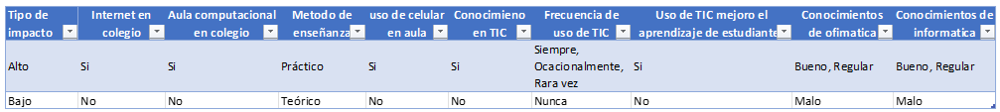 Tipo de impacto Internet en colegio Aula computacional en colegio Metodo de enseñanza uso de celular en aula Conocimieno en TIC Frecuencia de uso de TIC Uso de TIC mejoro el aprendizaje de estudiante Conocimientos de ofimatica Conocimientos de informatica
Alto Si Si Práctico Si Si Siempre, Ocacionalmente, Rara vez Si Bueno, Regular Bueno, Regular
Bajo No No Teórico No No Nunca No Malo Malo